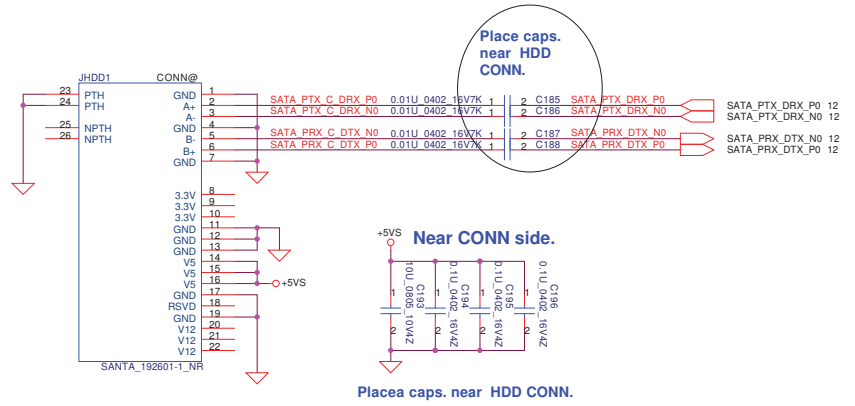 Place caps.
near HDD
CONN.
JHDD1 CONN@
23 PTH GND 1
24 PTH A+ 2 SATA_PTX_C_DRX_P0 0.01U_0402_16V7K 1 2 C185 SATA_PTX_DRX_P0 SATA_PTX_DRX_P0 12
A- 3 SATA_PTX_C_DRX_N0 0.01U_0402_16V7K 1 2 C186 SATA_PTX_DRX_N0 SATA_PTX_DRX_N0 12
25 NPTH GND 4
26 NPTH B- 5 SATA_PRX_C_DTX_N0 0.01U_0402_16V7K 1 2 C187 SATA_PRX_DTX_N0 SATA_PRX_DTX_N0 12
B+ 6 SATA_PRX_C_DTX_P0 0.01U_0402_16V7K 1 2 C188 SATA_PRX_DTX_P0 SATA_PRX_DTX_P0 12
GND 7
3.3V 8
3.3V 9
3.3V 10
GND 11
GND 12
GND 13
V5 14
V5 15
V5 16 +5VS
GND 17
RSVD 18
GND 19
V12 20
V12 21
V12 22
SANTA_192601-1_NR
+5VS Near CONN side.
1 2 C193 10U_0805_10V4Z
1 2 C194 0.1U_0402_16V4Z
1 2 C195 0.1U_0402_16V4Z
1 2 C196 0.1U_0402_16V4Z
Placea caps. near HDD CONN.